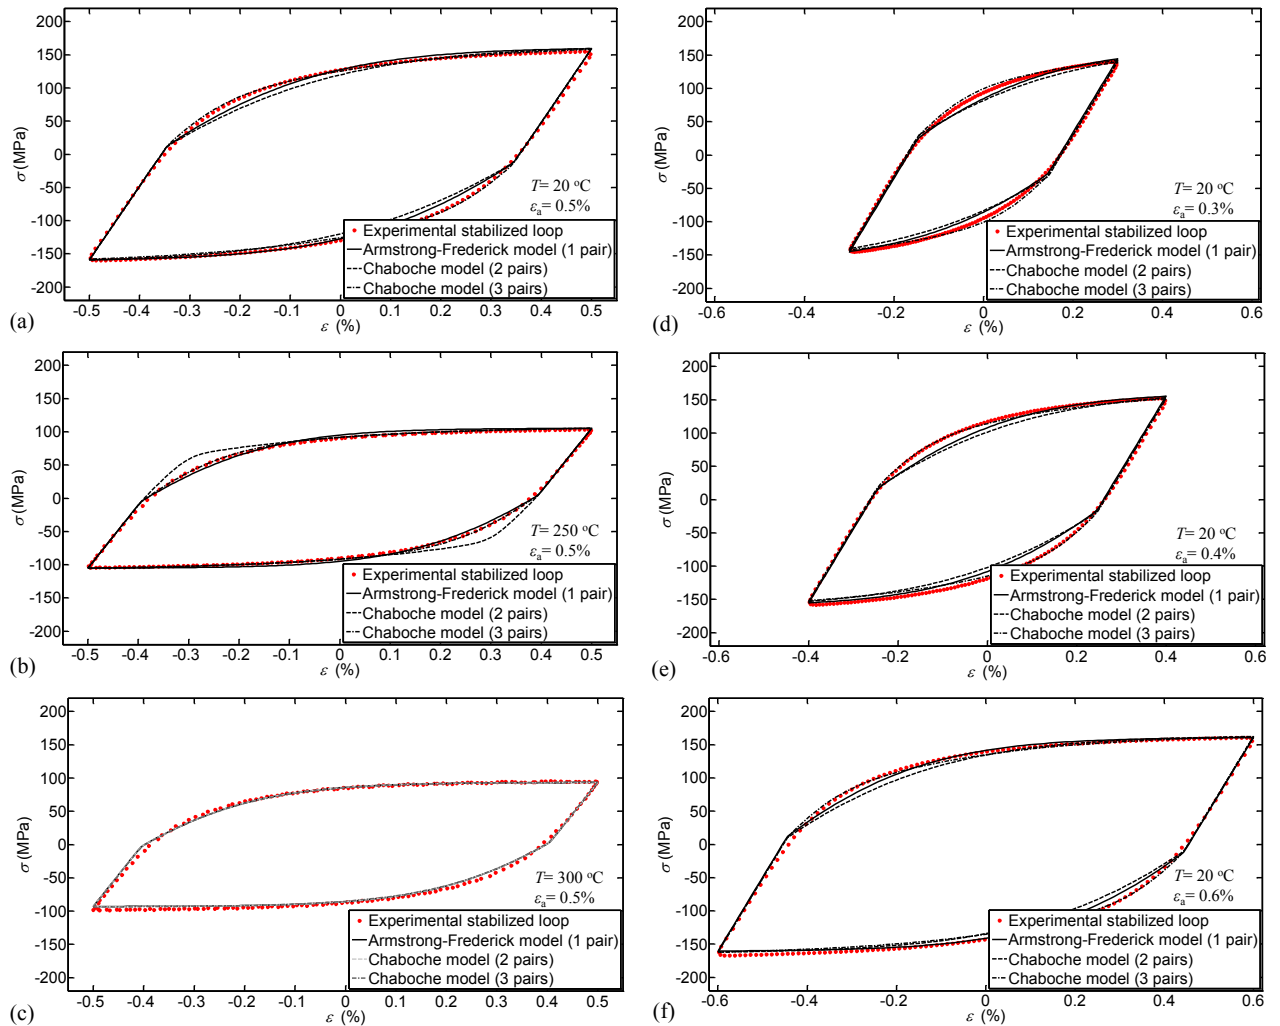 200
150
100
50
0
-50
-100
-150
-200
σ (MPa)
T= 20 °C
εa= 0.5%
Experimental stabilized loop
Armstrong-Frederick model (1 pair)
Chaboche model (2 pairs)
Chaboche model (3 pairs)
-0.5 -0.4 -0.3 -0.2 -0.1 0 0.1 0.2 0.3 0.4 0.5
ε (%)
(a)
200
150
100
50
0
-50
-100
-150
-200
σ (MPa)
T= 250 °C
εa= 0.5%
Experimental stabilized loop
Armstrong-Frederick model (1 pair)
Chaboche model (2 pairs)
Chaboche model (3 pairs)
-0.5 -0.4 -0.3 -0.2 -0.1 0 0.1 0.2 0.3 0.4 0.5
ε (%)
(b)
200
150
100
50
0
-50
-100
-150
-200
σ (MPa)
T= 300 °C
εa= 0.5%
Experimental stabilized loop
Armstrong-Frederick model (1 pair)
Chaboche model (2 pairs)
Chaboche model (3 pairs)
-0.5 -0.4 -0.3 -0.2 -0.1 0 0.1 0.2 0.3 0.4 0.5
ε (%)
(c)
200
150
100
50
0
-50
-100
-150
-200
σ (MPa)
T= 20 °C
εa= 0.3%
Experimental stabilized loop
Armstrong-Frederick model (1 pair)
Chaboche model (2 pairs)
Chaboche model (3 pairs)
-0.6 -0.4 -0.2 0 0.2 0.4 0.6
ε (%)
(d)
200
150
100
50
0
-50
-100
-150
-200
σ (MPa)
T= 20 °C
εa= 0.4%
Experimental stabilized loop
Armstrong-Frederick model (1 pair)
Chaboche model (2 pairs)
Chaboche model (3 pairs)
-0.6 -0.4 -0.2 0 0.2 0.4 0.6
ε (%)
(e)
200
150
100
50
0
-50
-100
-150
-200
σ (MPa)
T= 20 °C
εa= 0.6%
Experimental stabilized loop
Armstrong-Frederick model (1 pair)
Chaboche model (2 pairs)
Chaboche model (3 pairs)
-0.6 -0.4 -0.2 0 0.2 0.4 0.6
ε (%)
(f)